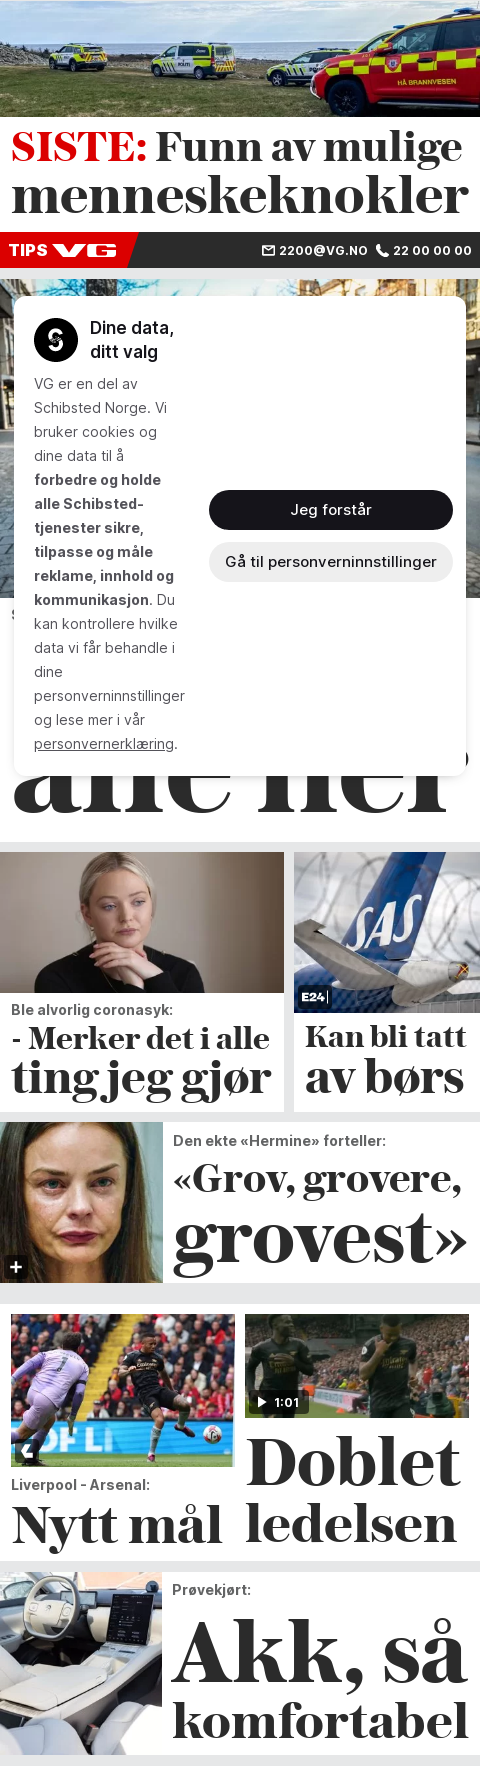 HÅ BRANNVESEN
SISTE: Funn av mulige
menneskeknokler
TIPS VG
2200@VG.NO 22 00 00 00
Dine data,
ditt valg
VG er en del av
Schibsted Norge. Vi
bruker cookies og
dine data til å
forbedre og holde
alle Schibsted-
tjenester sikre,
tilpasse og måle
reklame, innhold og
kommunikasjon. Du
kan kontrollere hvilke
data vi får behandle i
dine
personverninnstillinger
og lese mer i vår
personvernerklæring.
Jeg forstår
Gå til personverninnstillinger
alle her
Ble alvorlig coronasyk:
- Merker det i alle
ting jeg gjør
SAS
E24
Kan bli tatt
av børs
Den ekte «Hermine» forteller:
«Grov, grovere,
grovest»
Liverpool - Arsenal:
Nytt mål
1:01
Doblet
ledelsen
Prøvekjørt:
Akk, så
komfortabel